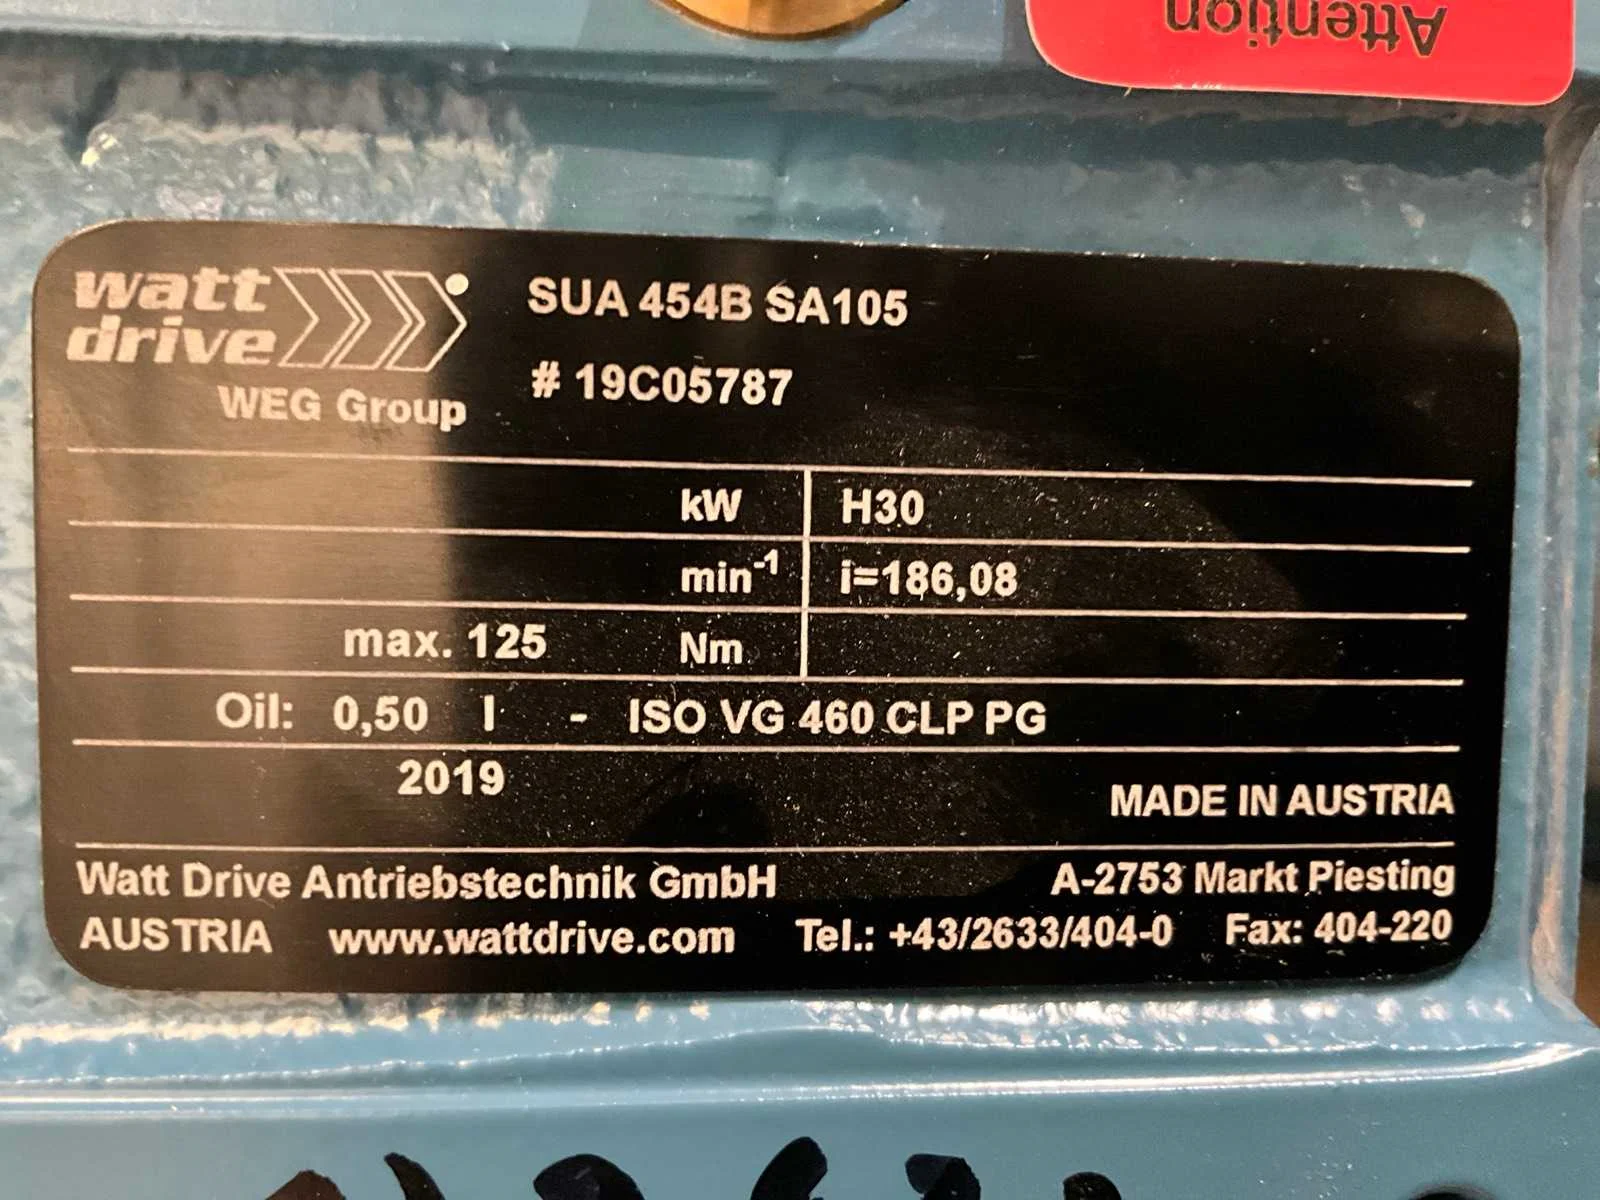 Attention
watt
drive
WEG Group
SUA 454B SA105
# 19C05787
kW H30
min-1 i=186,08
max. 125 Nm
Oil: 0,50 l - ISO VG 460 CLP PG
2019
MADE IN AUSTRIA
Watt Drive Antriebstechnik GmbH A-2753 Markt Piesting
AUSTRIA www.wattdrive.com Tel.: +43/2633/404-0 Fax: 404-220